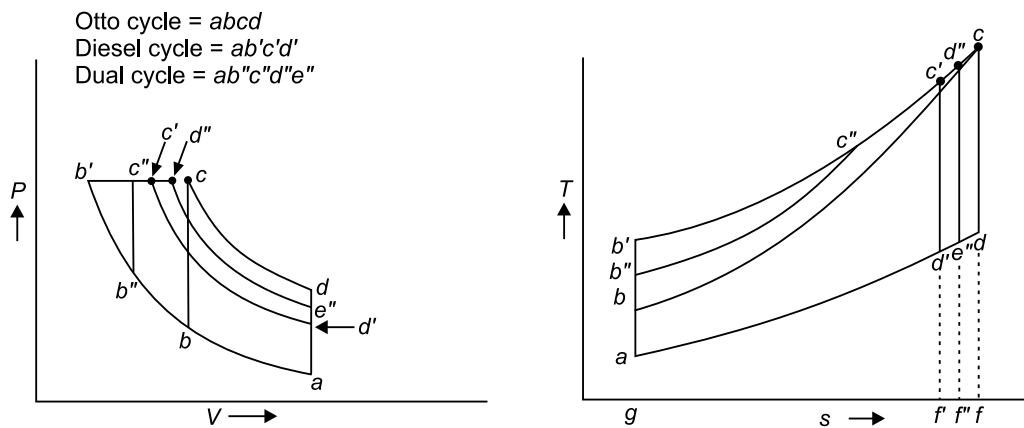 Otto cycle = abcd
Diesel cycle = ab'c'd'
Dual cycle = ab"c"d"e"
c'
d"
b'
c"
c
P
b"
b
d
e"
d'
a
V
c
d"
c'
c"
T
b'
b"
b
a
d'
e"
d
g
s
f'
f"
f